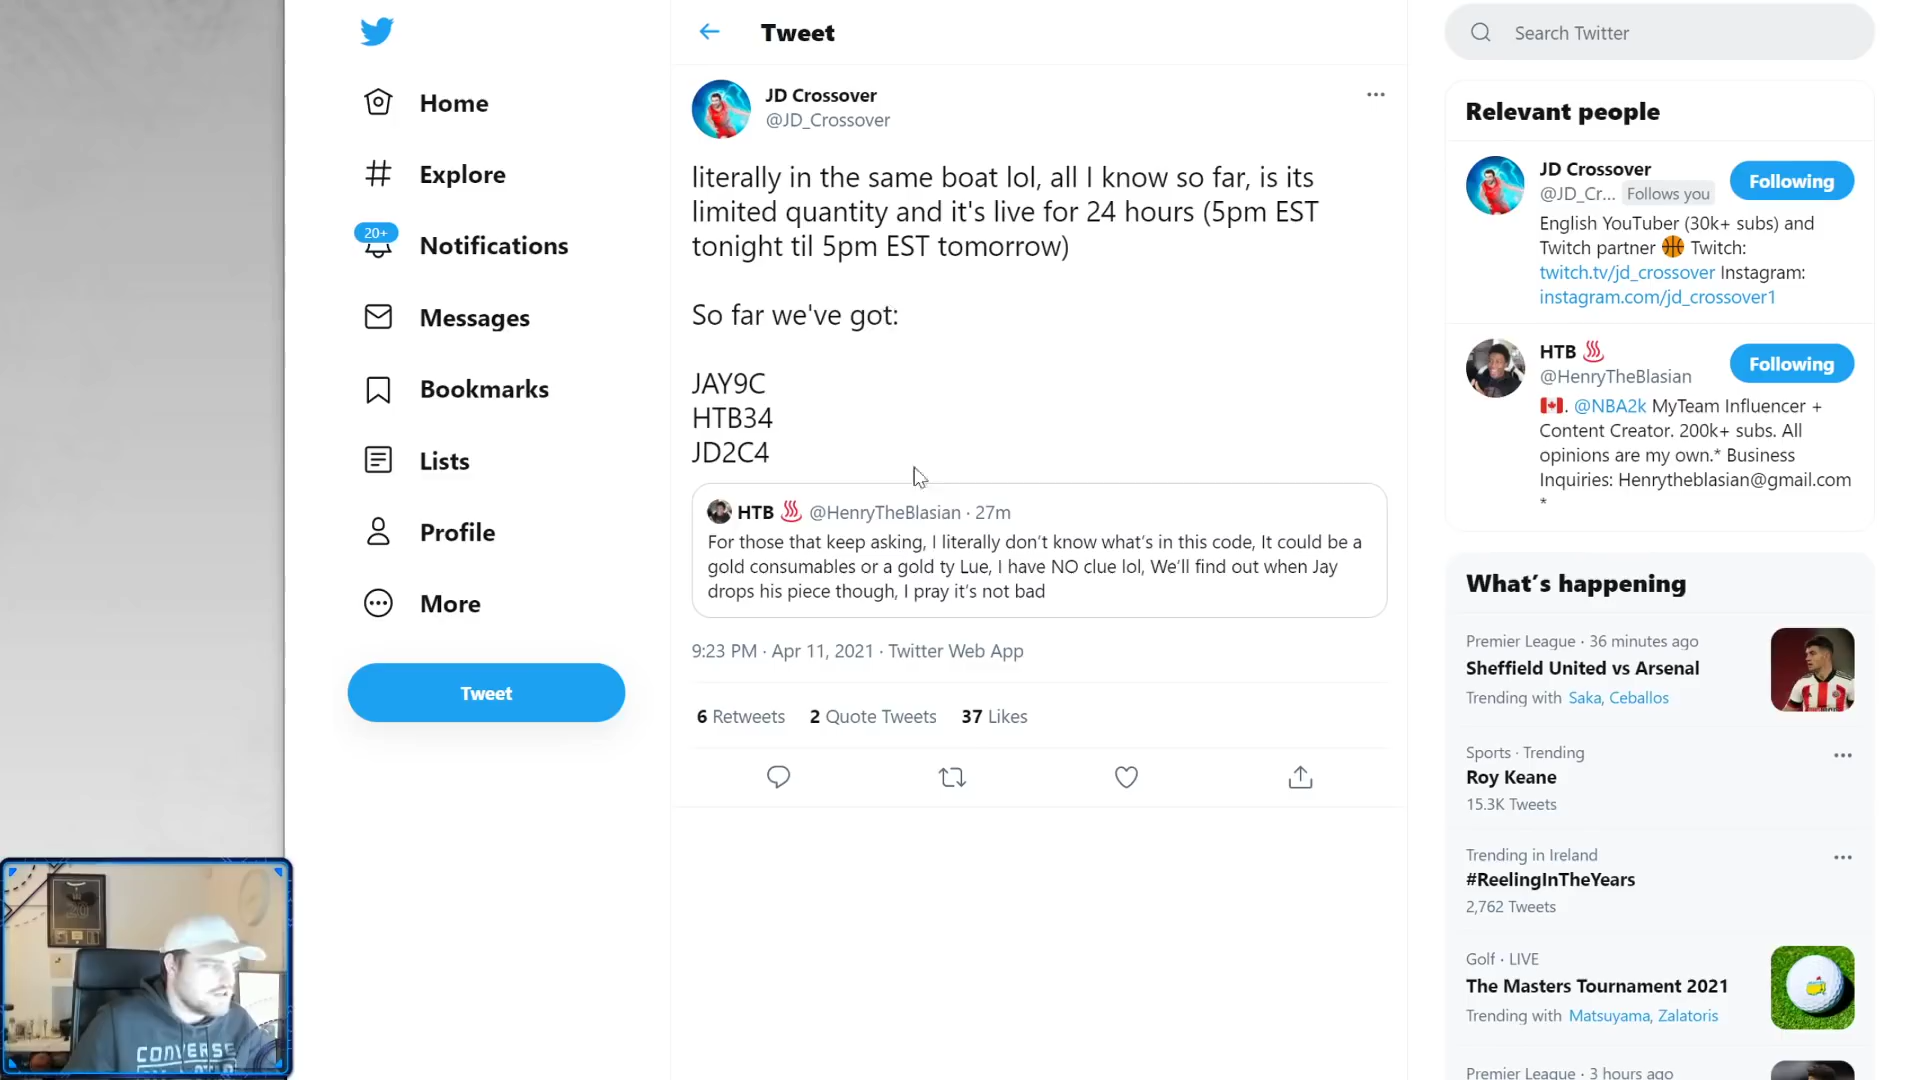 Home
Explore
20+
Notifications
Messages
Bookmarks
Lists
Profile
More
Tweet
Tweet
JD Crossover
@JD_Crossover
literally in the same boat lol, all I know so far, is its
limited quantity and it's live for 24 hours (5pm EST
tonight til 5pm EST tomorrow)
So far we've got:
JAY9C
HTB34
JD2C4
HTB @HenryTheBlasian · 27m
For those that keep asking, I literally don't know what's in this code, It could be a
gold consumables or a gold ty Lue, I have NO clue lol, We'll find out when Jay
drops his piece though, I pray it's not bad
9:23 PM · Apr 11, 2021 · Twitter Web App
6 Retweets 2 Quote Tweets 37 Likes
Search Twitter
Relevant people
JD Crossover
@JD_Cr... Follows you
Following
English YouTuber (30k+ subs) and
Twitch partner 🏀 Twitch:
twitch.tv/jd_crossover Instagram:
instagram.com/jd_crossover1
HTB
@HenryTheBlasian
Following
🇨🇦. @NBA2k MyTeam Influencer +
Content Creator. 200k+ subs. All
opinions are my own.* Business
Inquiries: Henrytheblasian@gmail.com
*
What's happening
Premier League · 36 minutes ago
Sheffield United vs Arsenal
Trending with Saka, Ceballos
Sports · Trending
Roy Keane
15.3K Tweets
Trending in Ireland
#ReelingInTheYears
2,762 Tweets
Golf · LIVE
The Masters Tournament 2021
Trending with Matsuyama, Zalatoris
Premier League · 3 hours ago
CONVERSE